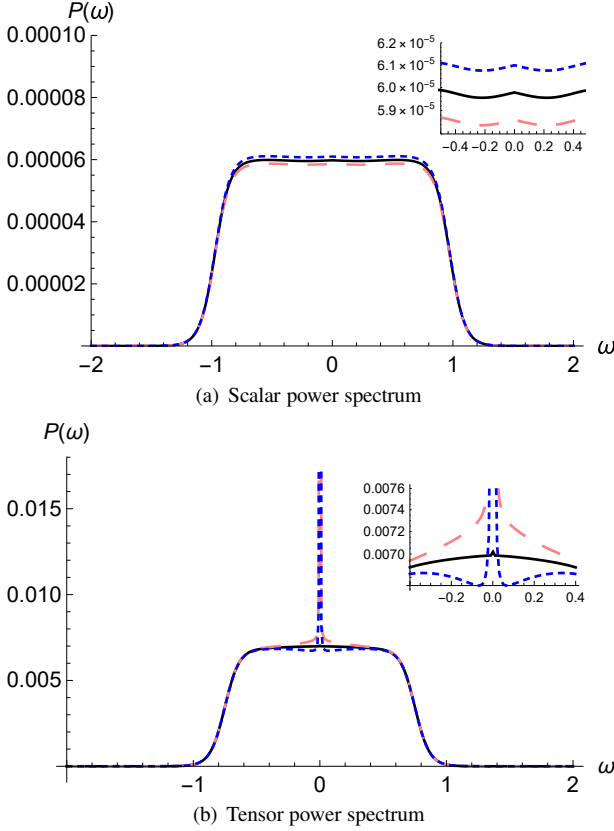 P(ω)
0.00010
0.00008
0.00006
0.00004
0.00002
−2 −1 0 1 2 ω
6.2 × 10⁻⁵
6.1 × 10⁻⁵
6.0 × 10⁻⁵
5.9 × 10⁻⁵
−0.4 −0.2 0.0 0.2 0.4
(a) Scalar power spectrum
P(ω)
0.015
0.010
0.005
−1 0 1 2 ω
0.0076
0.0074
0.0072
0.0070
−0.2 0.0 0.2 0.4
(b) Tensor power spectrum